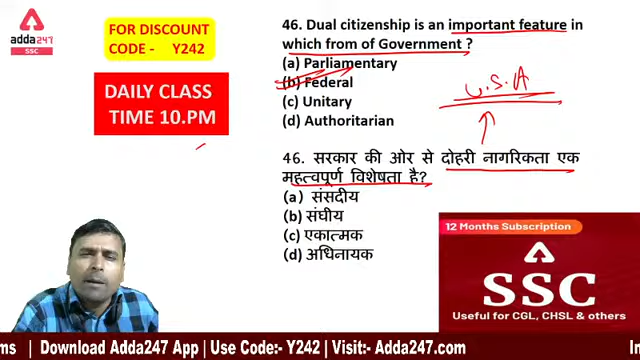 adda247
SSC
FOR DISCOUNT
CODE - Y242
DAILY CLASS
TIME 10.PM
46. Dual citizenship is an important feature in
which from of Government ?
(a) Parliamentary
(b) Federal
(c) Unitary
(d) Authoritarian
U.S.A
46. सरकार की ओर से दोहरी नागरिकता एक
महत्वपूर्ण विशेषता है?
(a) संसदीय
(b) संघीय
(c) एकात्मक
(d) अधिनायक
12 Months Subscription
SSC
Useful for CGL, CHSL & others
ms | Download Adda247 App | Use Code:- Y242 | Visit:- Adda247.com | In